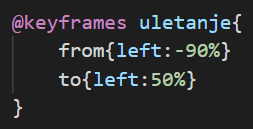 @keyframes uletanje{
    from{left:-90%}
    to{left:50%}
}